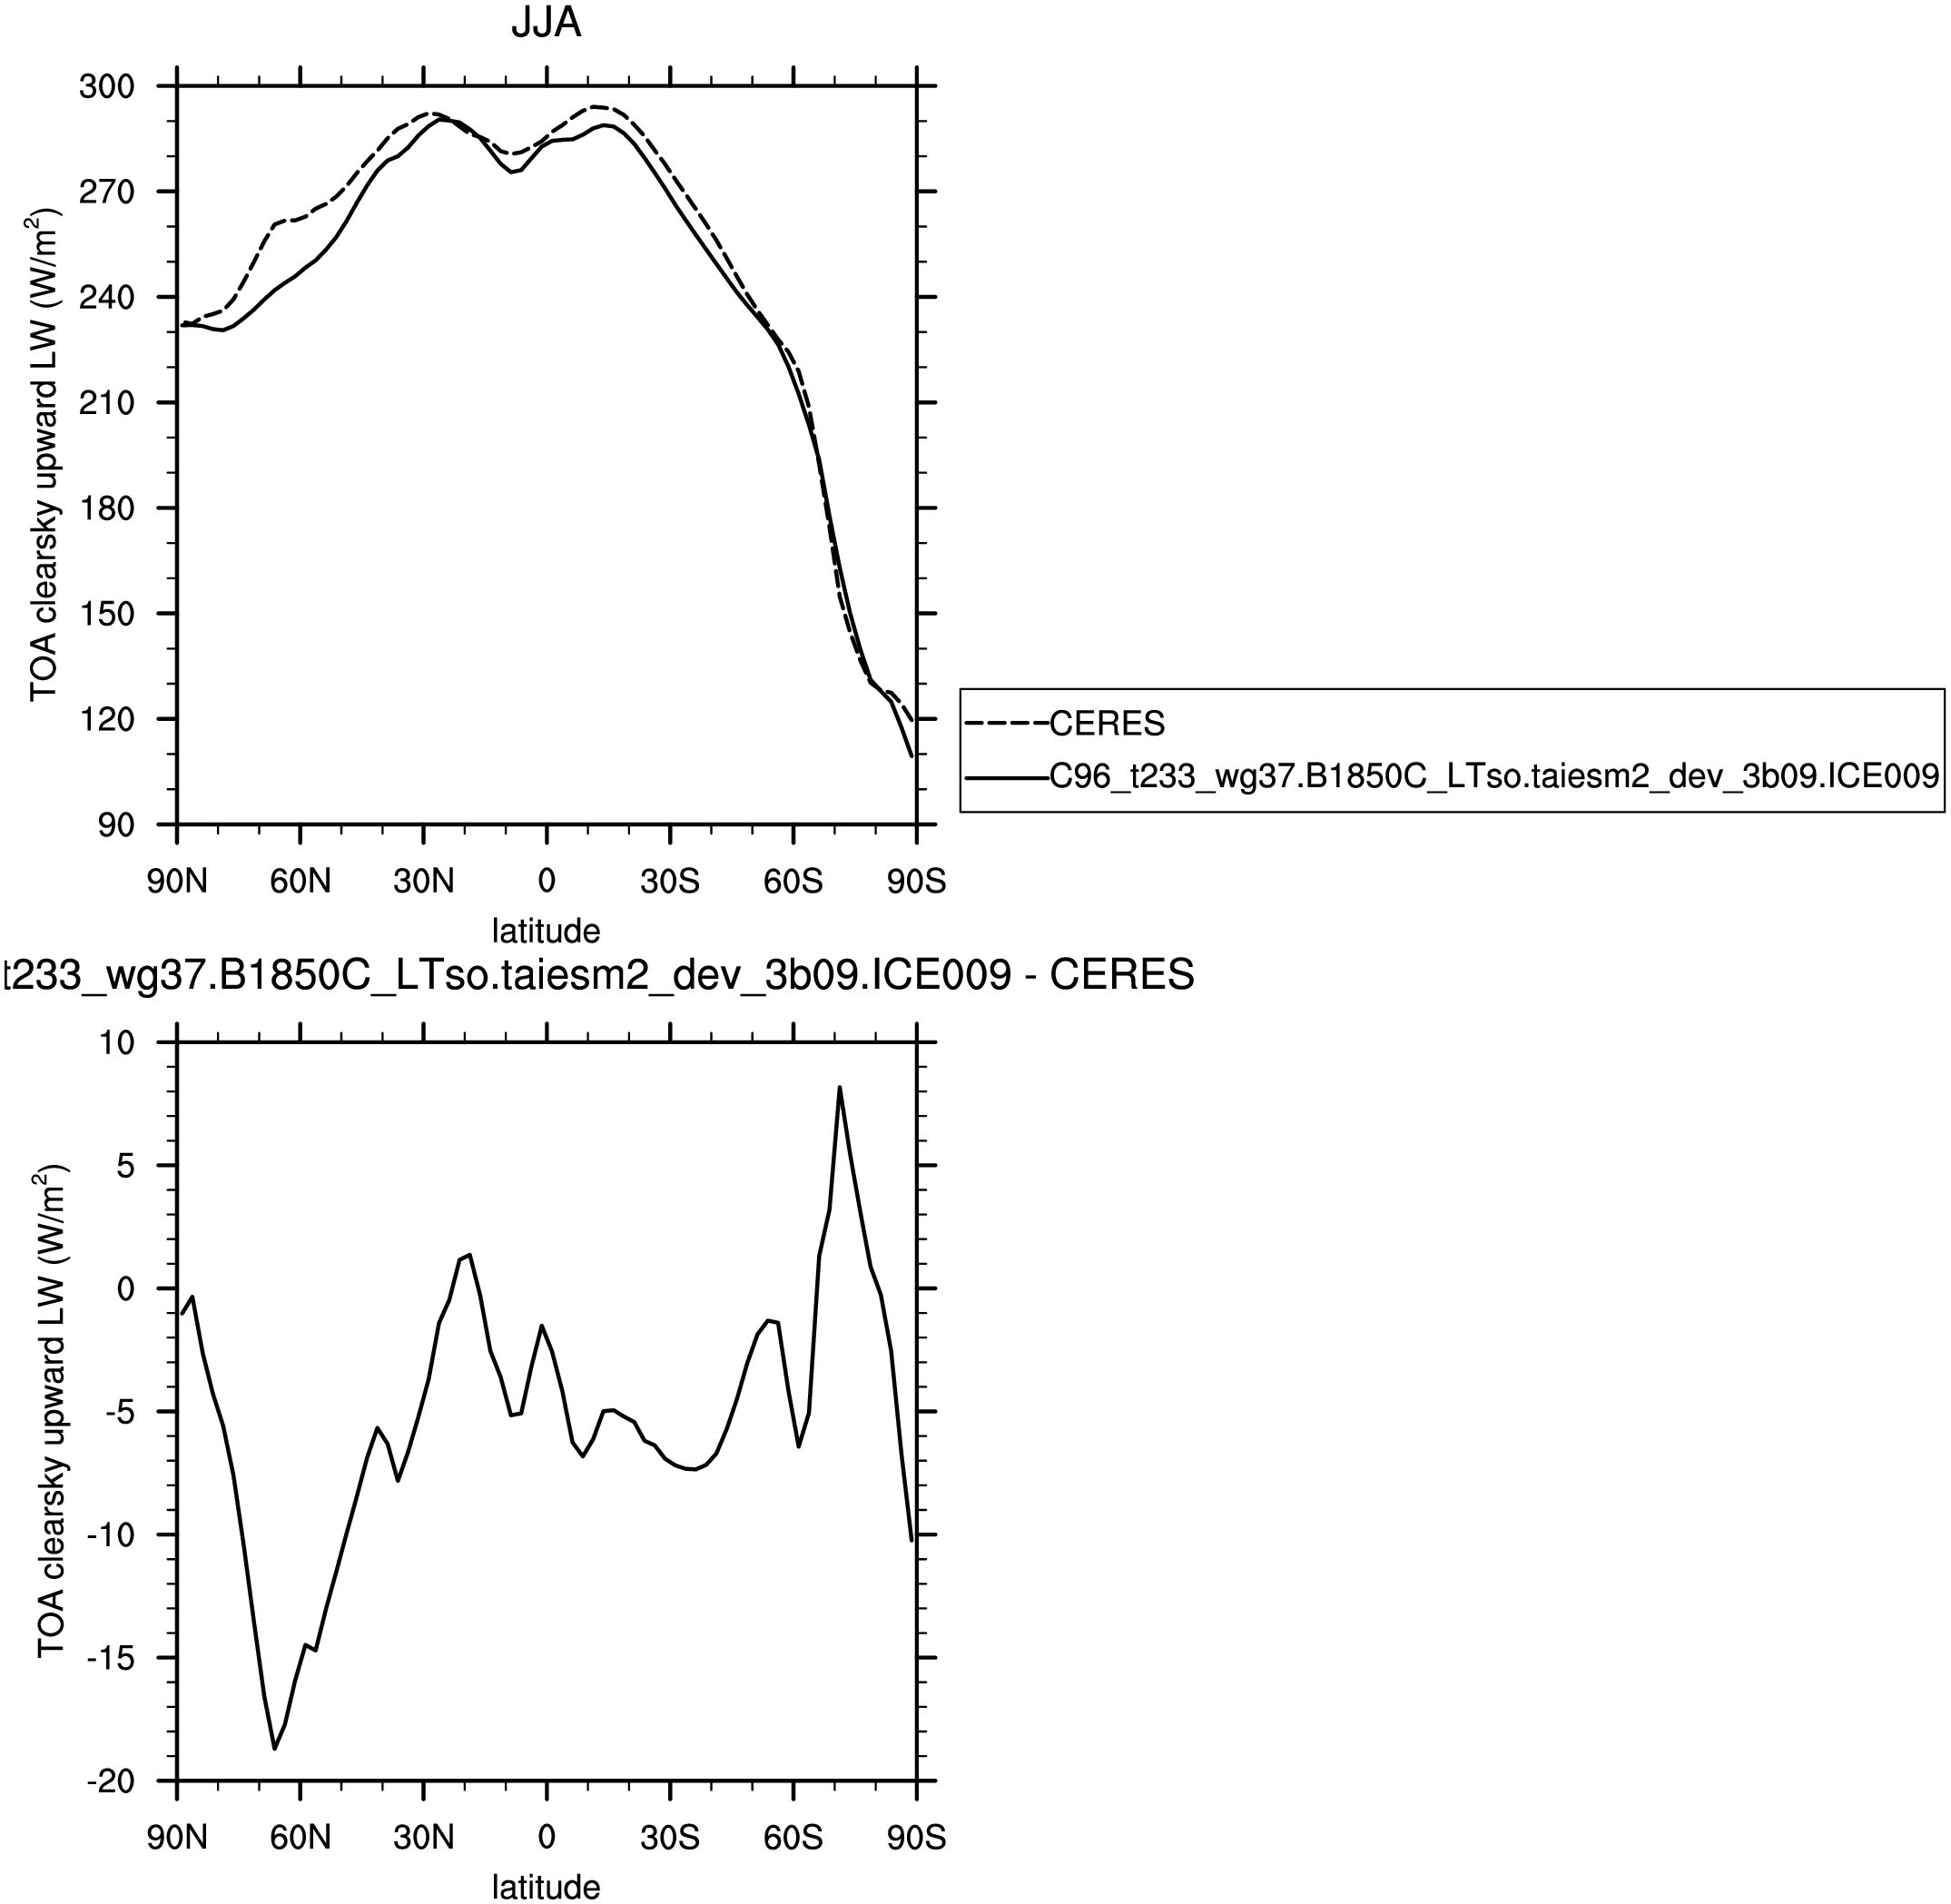 JJA
TOA clearsky upward LW (W/m²)
300
270
240
210
180
150
120
90
90N 60N 30N 0 30S 60S 90S
latitude
CERES
C96_t233_wg37.B1850C_LTso.taiesm2_dev_3b09.ICE009
t233_wg37.B1850C_LTso.taiesm2_dev_3b09.ICE009 - CERES
TOA clearsky upward LW (W/m²)
10
5
0
-5
-10
-15
-20
90N 60N 30N 0 30S 60S 90S
latitude